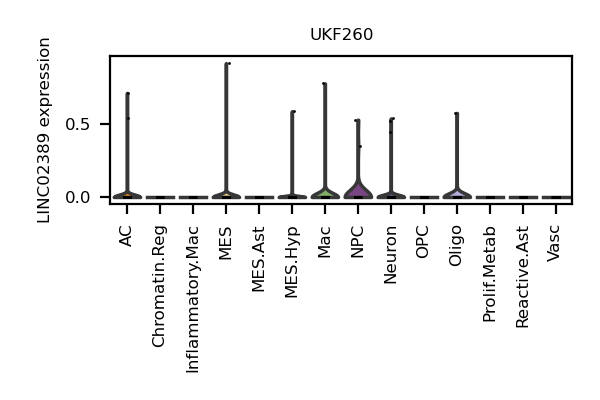 UKF260
LINC02389 expression
0.5
0.0
AC
Chromatin.Reg
Inflammatory.Mac
MES
MES.Ast
MES.Hyp
Mac
NPC
Neuron
OPC
Oligo
Prolif.Metab
Reactive.Ast
Vasc